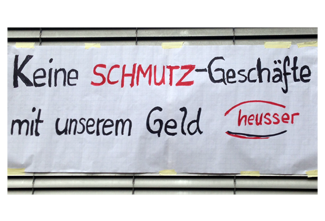 Keine SCHMUTZ-Geschäfte
mit unserem Geld heusser